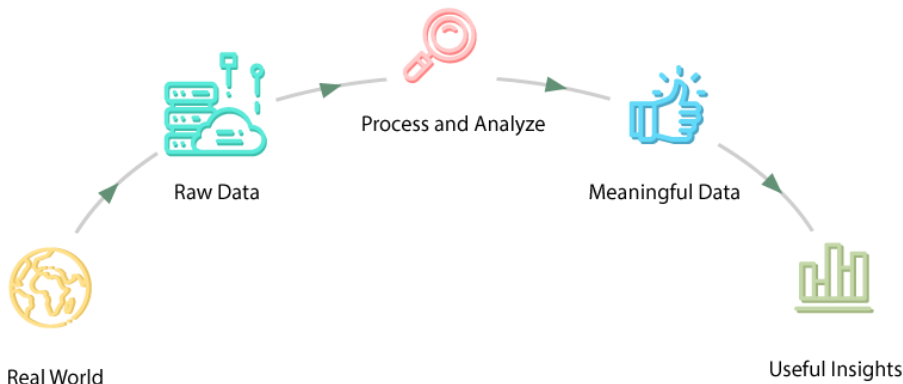 Process and Analyze
Raw Data
Meaningful Data
Real World
Useful Insights